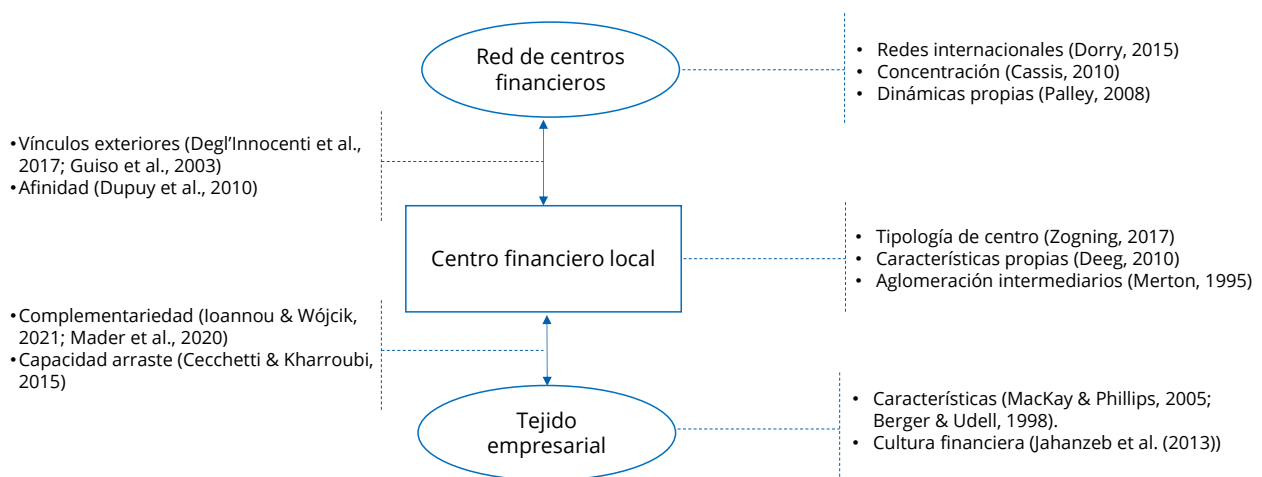 Red de centros
financieros
• Redes internacionales (Dorry, 2015)
• Concentración (Cassis, 2010)
• Dinámicas propias (Palley, 2008)
•Vínculos exteriores (Degl’Innocenti et al.,
2017; Guiso et al., 2003)
•Afinidad (Dupuy et al., 2010)
Centro financiero local
• Tipología de centro (Zogning, 2017)
• Características propias (Deeg, 2010)
• Aglomeración intermediarios (Merton, 1995)
•Complementariedad (Ioannou & Wójcik,
2021; Mader et al., 2020)
•Capacidad arraste (Cecchetti & Kharroubi,
2015)
Tejido
empresarial
• Características (MacKay & Phillips, 2005;
Berger & Udell, 1998).
• Cultura financiera (Jahanzeb et al. (2013))